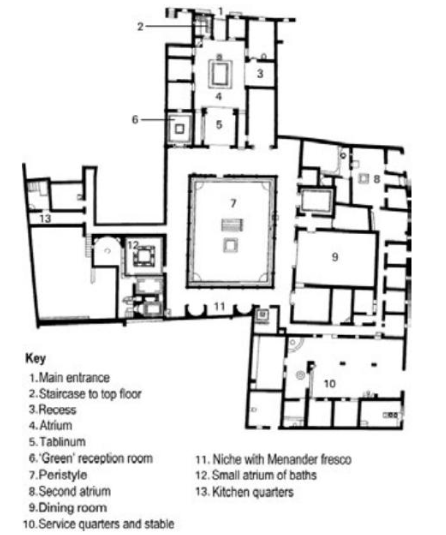 1
2
3
4
6
5
7
8
13
12
9
11
10
Key
1.Main entrance
2.Staircase to top floor
3.Recess
4.Atrium
5.Tablinum
6.'Green' reception room
7.Peristyle
8.Second atrium
9.Dining room
10.Service quarters and stable
11. Niche with Menander fresco
12. Small atrium of baths
13. Kitchen quarters